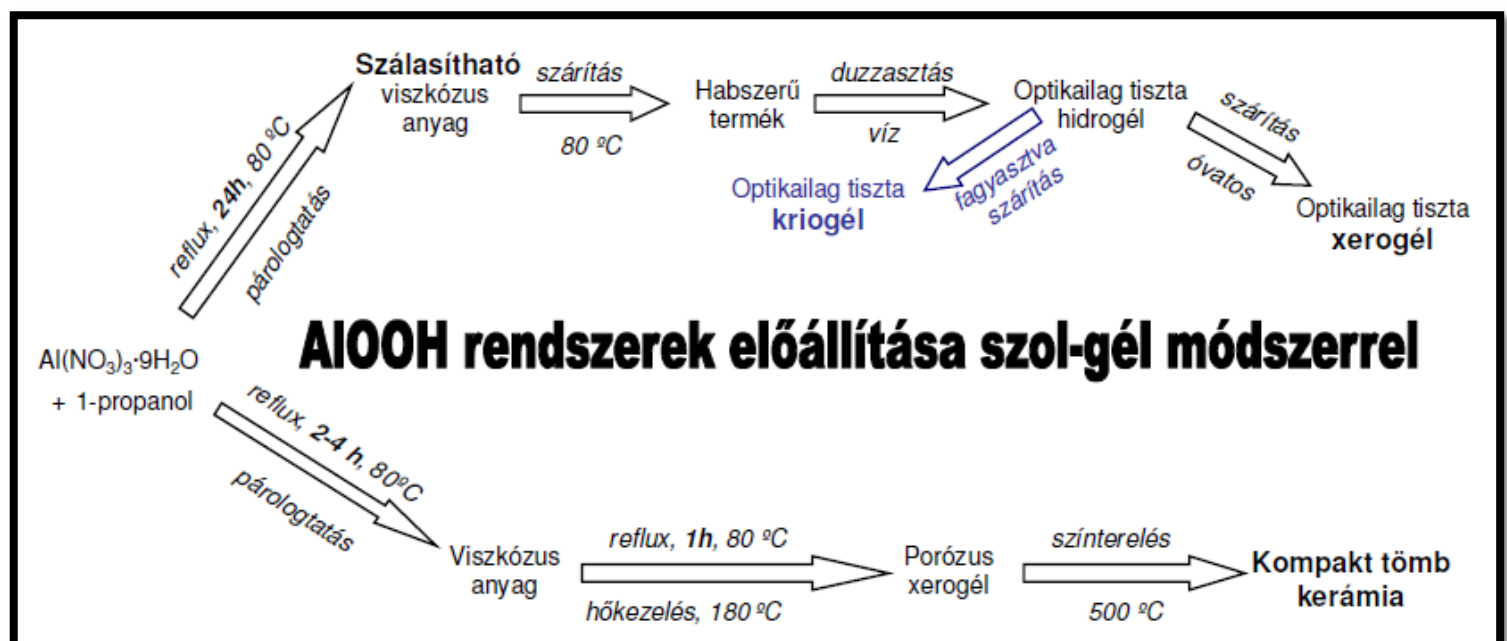 Szálasítható
viszkózus
anyag
szárítás
80 ºC
Habszerű
termék
duzzasztás
víz
Optikailag tiszta
hidrogél
szárítás
óvatos
Optikailag tiszta
xerogél
fagyasztva
szárítás
Optikailag tiszta
kriogél
reflux, 24h, 80 ºC
párologtatás
AlOOH rendszerek előállítása szol-gél módszerrel
Al(NO₃)₃·9H₂O
+ 1-propanol
reflux, 2-4 h, 80ºC
párologtatás
Viszkózus
anyag
reflux, 1h, 80 ºC
hőkezelés, 180 ºC
Porózus
xerogél
színterelés
500 ºC
Kompakt tömb
kerámia